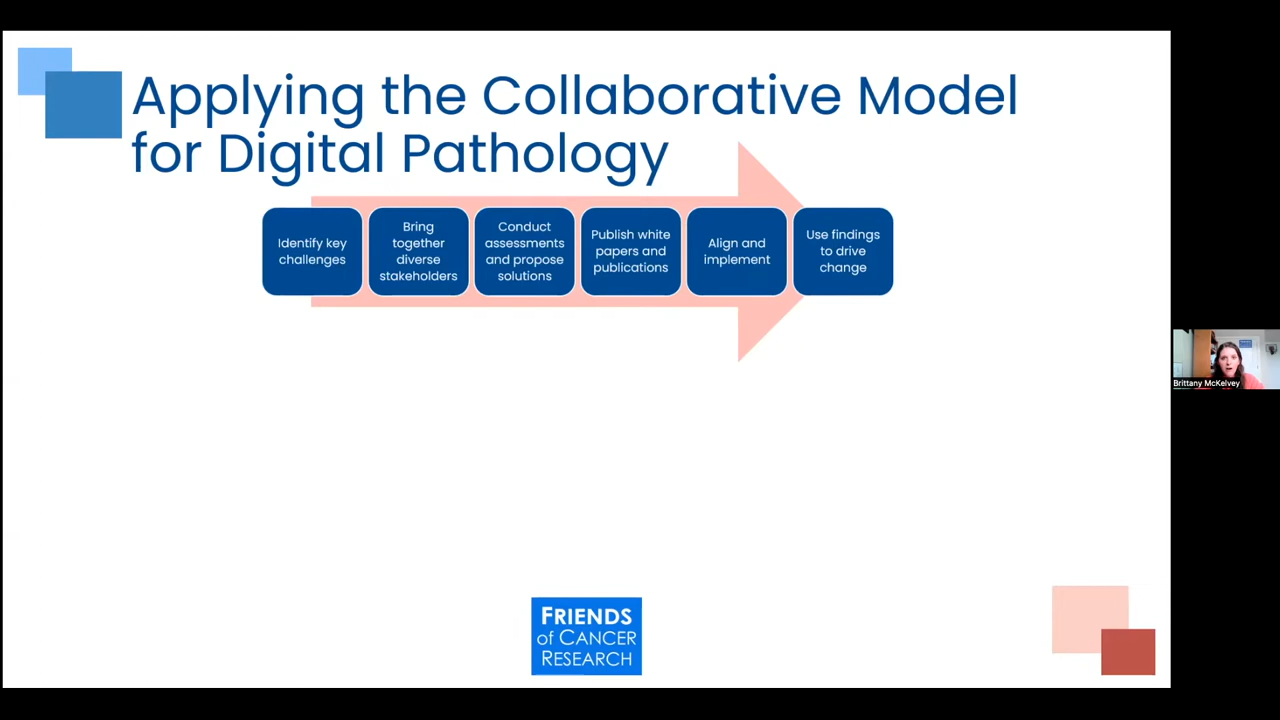 Applying the Collaborative Model
for Digital Pathology
Identify key
challenges
Bring
together
diverse
stakeholders
Conduct
assessments
and propose
solutions
Publish white
papers and
publications
Align and
implement
Use findings
to drive
change
Brittany McKelvey
FRIENDS
of CANCER
RESEARCH